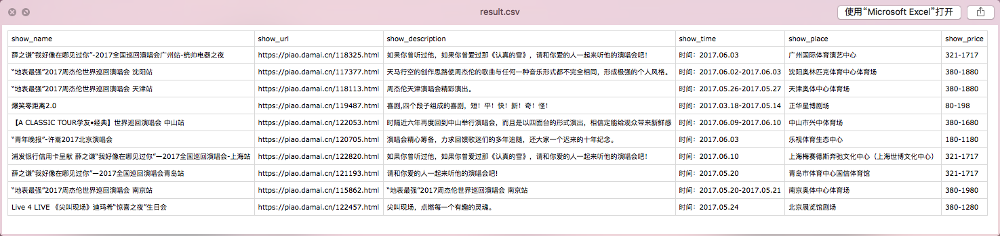 result.csv
使用“Microsoft Excel”打开
show_name show_url show_description show_time show_place show_price
薛之谦“我好像在哪见过你”-2017全国巡回演唱会广州站-统帅电器之夜 https://piao.damai.cn/118325.html 如果你曾听过他，如果你曾爱过那《认真的雪》，请和你爱的人一起来听他的演唱会吧！ 时间：2017.06.03 广州国际体育演艺中心 321-1717
“地表最强”2017周杰伦世界巡回演唱会 沈阳站 https://piao.damai.cn/117377.html 天马行空的创作思路使周杰伦的歌曲与任何一种音乐形式都不完全相同，形成极强的个人风格。 时间：2017.06.02-2017.06.03 沈阳奥林匹克体育中心体育场 380-1880
“地表最强”2017周杰伦世界巡回演唱会 天津站 https://piao.damai.cn/118113.html 周杰伦天津演唱会精彩演出。 时间：2017.05.26-2017.05.27 天津奥体中心体育场 380-1880
爆笑零距离2.0 https://piao.damai.cn/119487.html 喜剧,四个段子组成的喜剧，短！平！快！新！奇！怪！ 时间：2017.03.18-2017.05.14 正华星博剧场 80-198
【A CLASSIC TOUR学友•经典】世界巡回演唱会 中山站 https://piao.damai.cn/122053.html 时隔近六年再度回到中山举行演唱会，而且是以四面台的形式演出，相信定能给观众带来新鲜感 时间：2017.06.09-2017.06.10 中山市兴中体育场 380-1680
“青年晚报”-许嵩2017北京演唱会 https://piao.damai.cn/120705.html 演唱会精心筹备，力求回馈歌迷们的多年追随，还大家一个迟来的十年纪念。 时间：2017.06.03 乐视体育生态中心 180-1180
浦发银行信用卡呈献 薛之谦“我好像在哪见过你”—2017全国巡回演唱会-上海站 https://piao.damai.cn/122820.html 如果你曾听过他，如果你曾爱过那《认真的雪》，请和你爱的人一起来听他的演唱会吧！ 时间：2017.06.10 上海梅赛德斯奔驰文化中心（上海世博文化中心） 321-1717
薛之谦“我好像在哪见过你”—2017全国巡回演唱会青岛站 https://piao.damai.cn/121193.html 请和你爱的人一起来听他的演唱会吧! 时间：2017.05.20 青岛市体育中心国信体育馆 321-1717
“地表最强”2017周杰伦世界巡回演唱会 南京站 https://piao.damai.cn/115862.html “地表最强”2017周杰伦世界巡回演唱会 南京站 时间：2017.05.20-2017.05.21 南京奥体中心体育场 380-1980
Live 4 LIVE 《尖叫现场》迪玛希“惊喜之夜”生日会 https://piao.damai.cn/122457.html 尖叫现场，点燃每一个有趣的灵魂。 时间：2017.05.24 北京展览馆剧场 380-1280